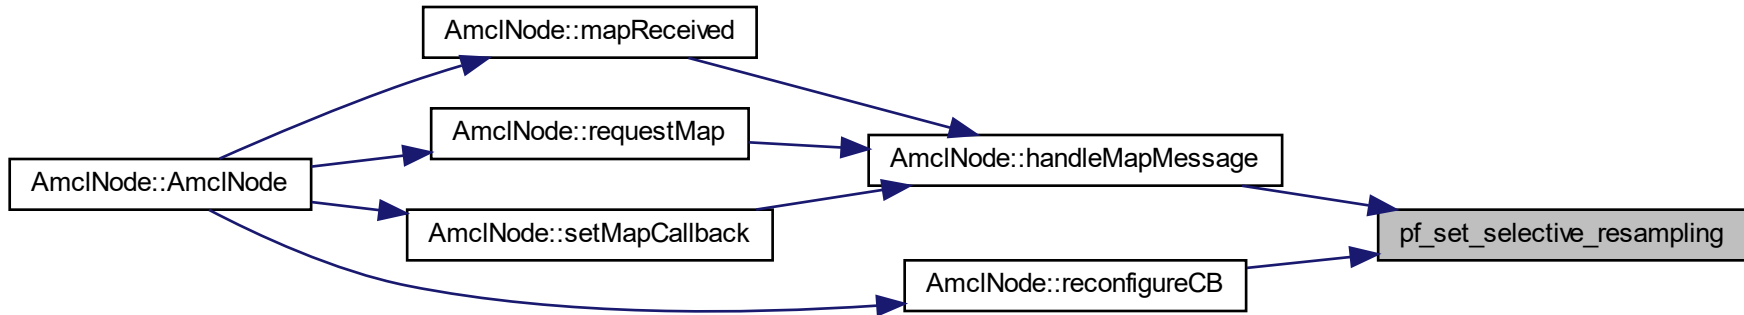 AmclNode::mapReceived
AmclNode::requestMap
AmclNode::handleMapMessage
AmclNode::AmclNode
AmclNode::setMapCallback
pf_set_selective_resampling
AmclNode::reconfigureCB